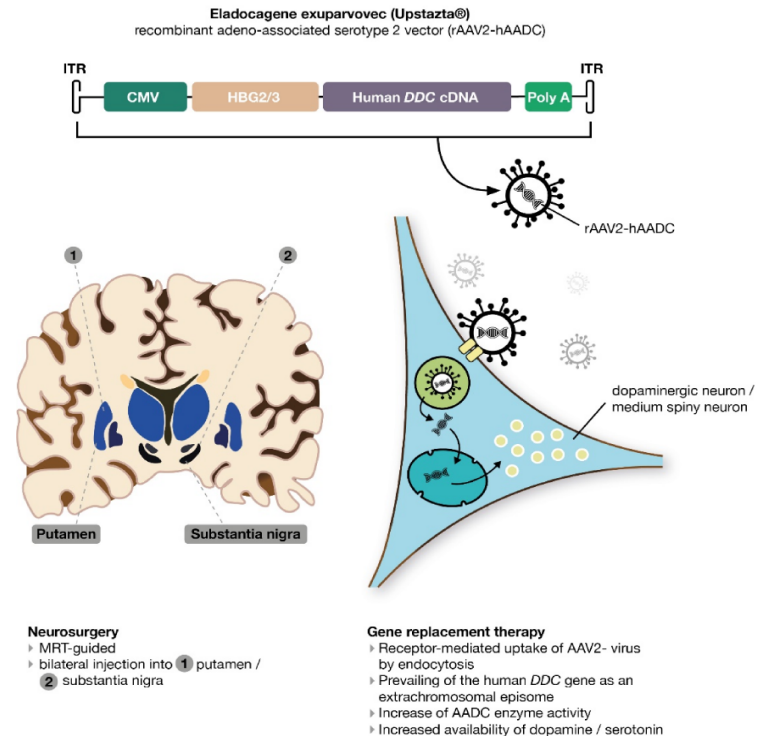 Eladocagene exuparvovec (Upstazta®)
recombinant adeno-associated serotype 2 vector (rAAV2-hAADC)
ITR
ITR
CMV
HBG2/3
Human DDC cDNA
Poly A
rAAV2-hAADC
1
2
dopaminergic neuron /
medium spiny neuron
Putamen
Substantia nigra
Neurosurgery
MRT-guided
bilateral injection into 1 putamen /
2 substantia nigra
Gene replacement therapy
Receptor-mediated uptake of AAV2- virus
by endocytosis
Prevailing of the human DDC gene as an
extrachromosomal episome
Increase of AADC enzyme activity
Increased availability of dopamine / serotonin